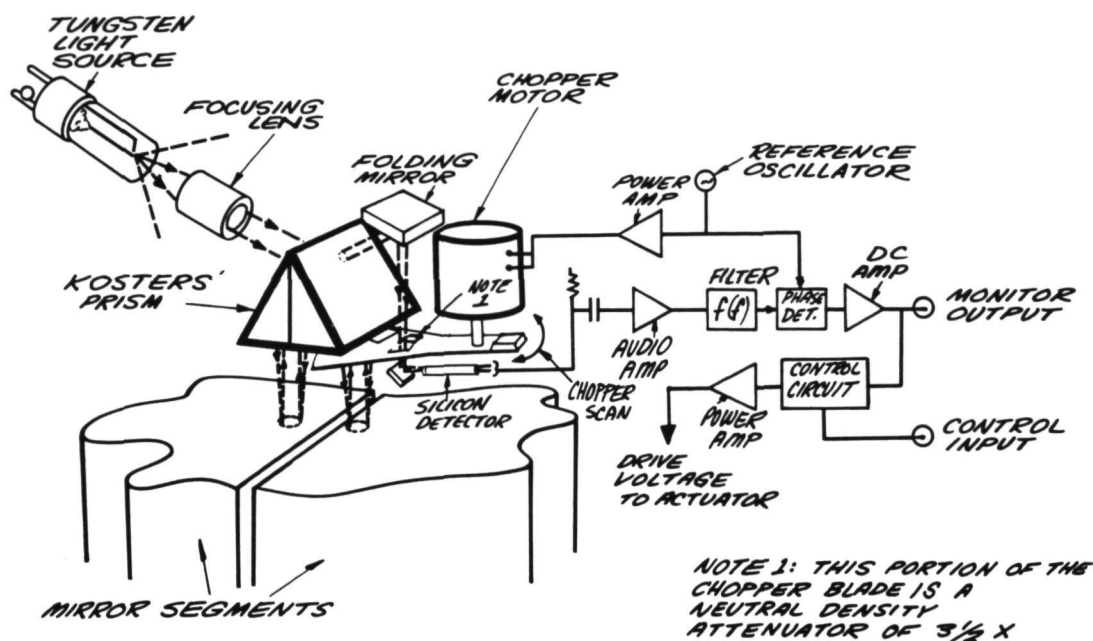 TUNGSTEN
LIGHT
SOURCE
FOCUSING
LENS
FOLDING
MIRROR
CHOPPER
MOTOR
REFERENCE
OSCILLATOR
POWER
AMP
KOSTERS'
PRISM
NOTE
1
FILTER
f(f)
PHASE
DET.
DC
AMP
MONITOR
OUTPUT
AUDIO
AMP
CHOPPER
SCAN
SILICON
DETECTOR
CONTROL
CIRCUIT
POWER
AMP
CONTROL
INPUT
DRIVE
VOLTAGE
TO ACTUATOR
MIRROR SEGMENTS
NOTE 1: THIS PORTION OF THE
CHOPPER BLADE IS A
NEUTRAL DENSITY
ATTENUATOR OF 3½ X